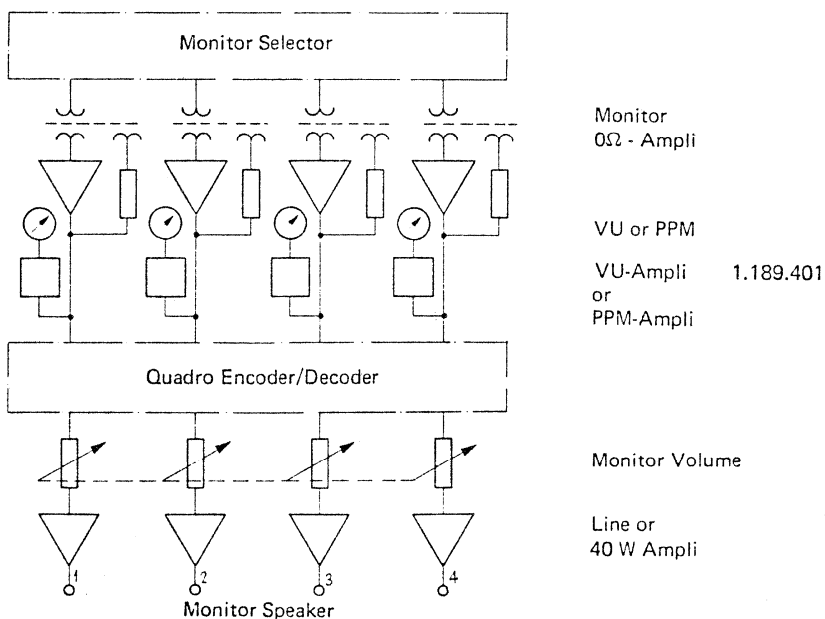 Monitor Selector
Monitor
0Ω - Ampli
VU or PPM
VU-Ampli 1.189.401
or
PPM-Ampli
Quadro Encoder/Decoder
Monitor Volume
Line or
40 W Ampli
1 2 3 4
Monitor Speaker